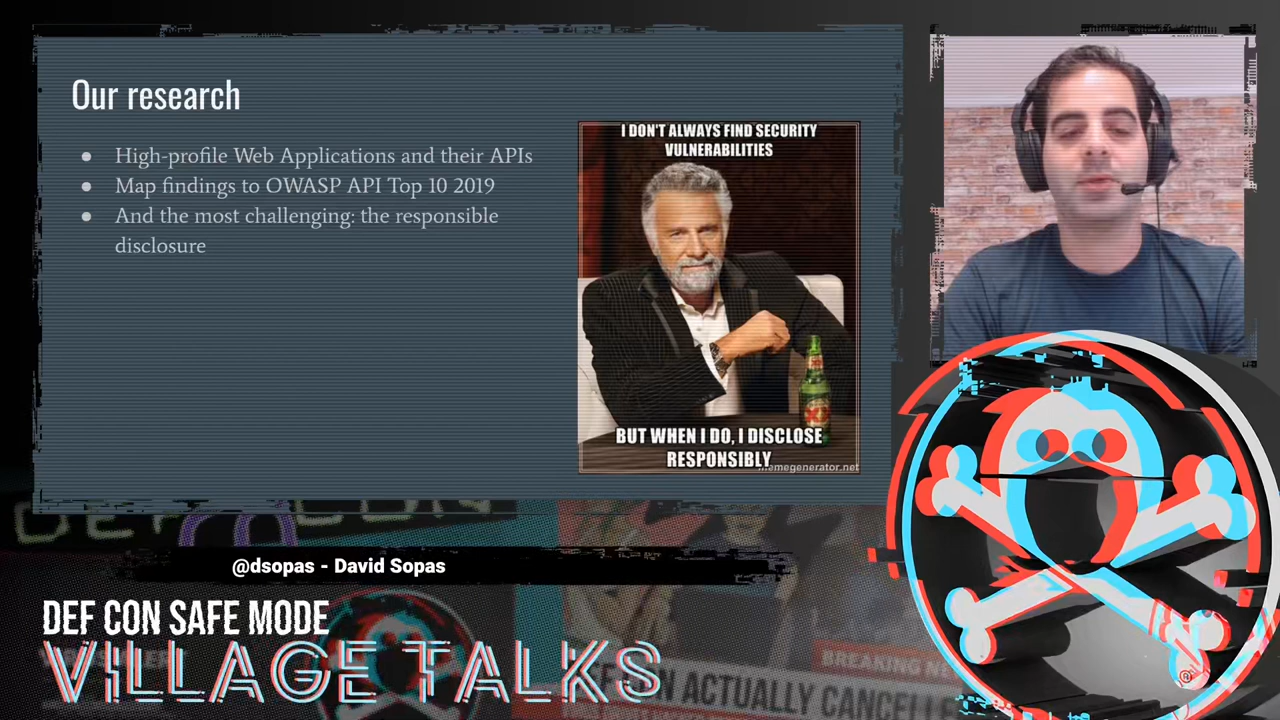 Our research
High-profile Web Applications and their APIs
Map findings to OWASP API Top 10 2019
And the most challenging: the responsible
disclosure
I DON'T ALWAYS FIND SECURITY
VULNERABILITIES
BUT WHEN I DO, I DISCLOSE
RESPONSIBLY
memegenerator.net
@dsopas - David Sopas
DEF CON SAFE MODE
VILLAGE TALKS
DEF CON
BREAKING
ACTUALLY
®